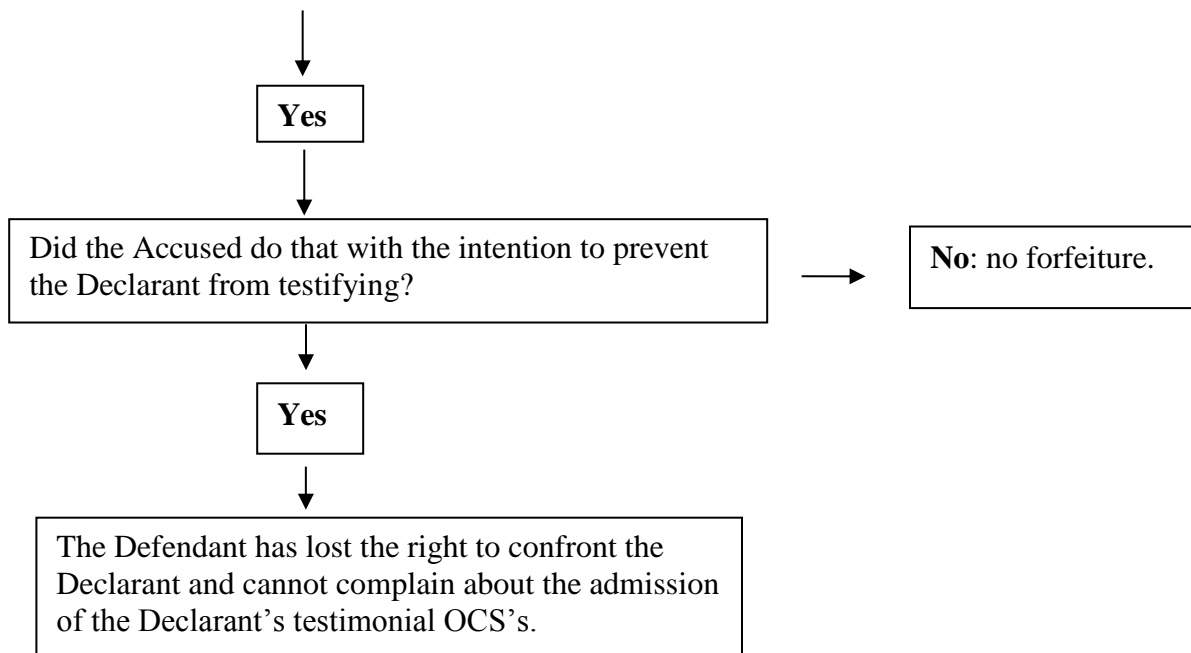 Yes
Did the Accused do that with the intention to prevent
the Declarant from testifying?
No: no forfeiture.
Yes
The Defendant has lost the right to confront the
Declarant and cannot complain about the admission
of the Declarant’s testimonial OCS’s.